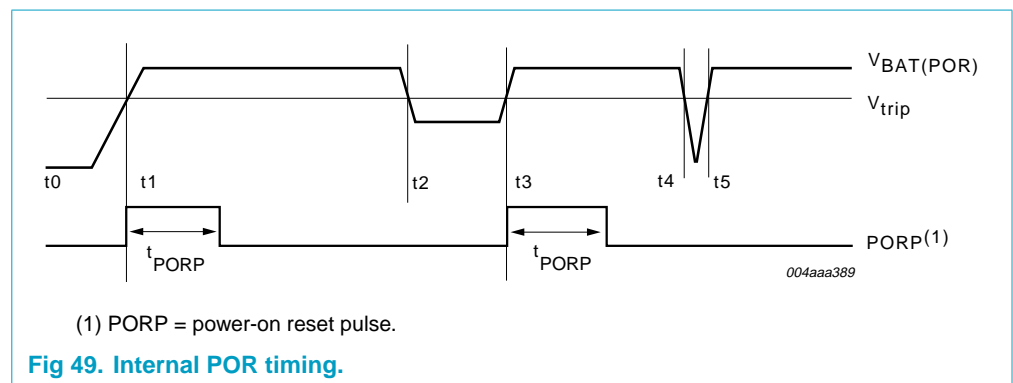 VBAT(POR)
Vtrip
t0
t1
t2
t3
t4
t5
PORP(1)
tPORP
tPORP
004aaa389
(1) PORP = power-on reset pulse.
Fig 49. Internal POR timing.